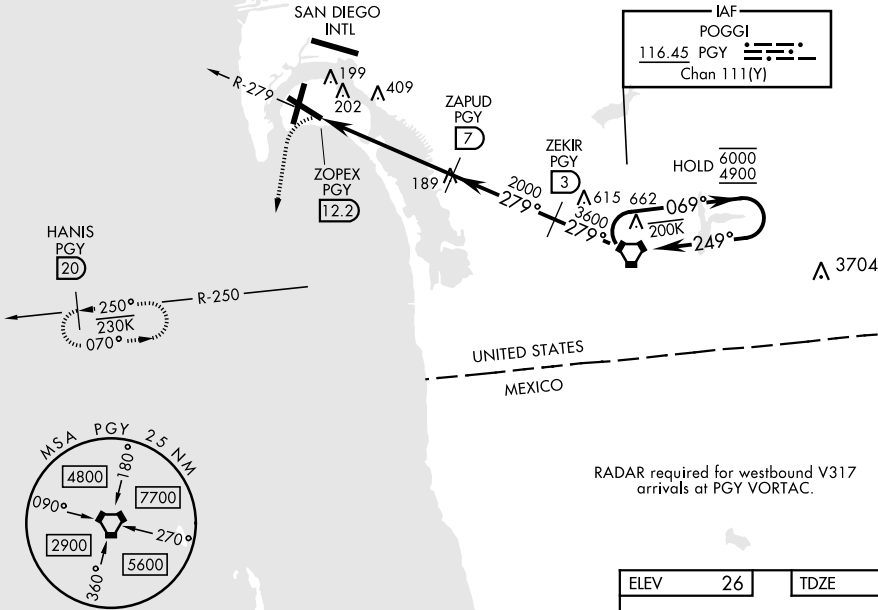 SAN DIEGO
INTL
IAF
POGGI
116.45 PGY
Chan 111(Y)
R-279
199
202
409
ZAPUD
PGY
7
ZEKIR
PGY
3
HOLD 6000
4900
ZOPEX
PGY
12.2
189
2000
279°
3600
279°
615
662
200K
069°
249°
3704
HANIS
PGY
20
R-250
250°
230K
070°
UNITED STATES
MEXICO
MSA PGY 25 NM
4800
180°
7700
090°
270°
2900
5600
360°
RADAR required for westbound V317
arrivals at PGY VORTAC.
ELEV 26
TDZE